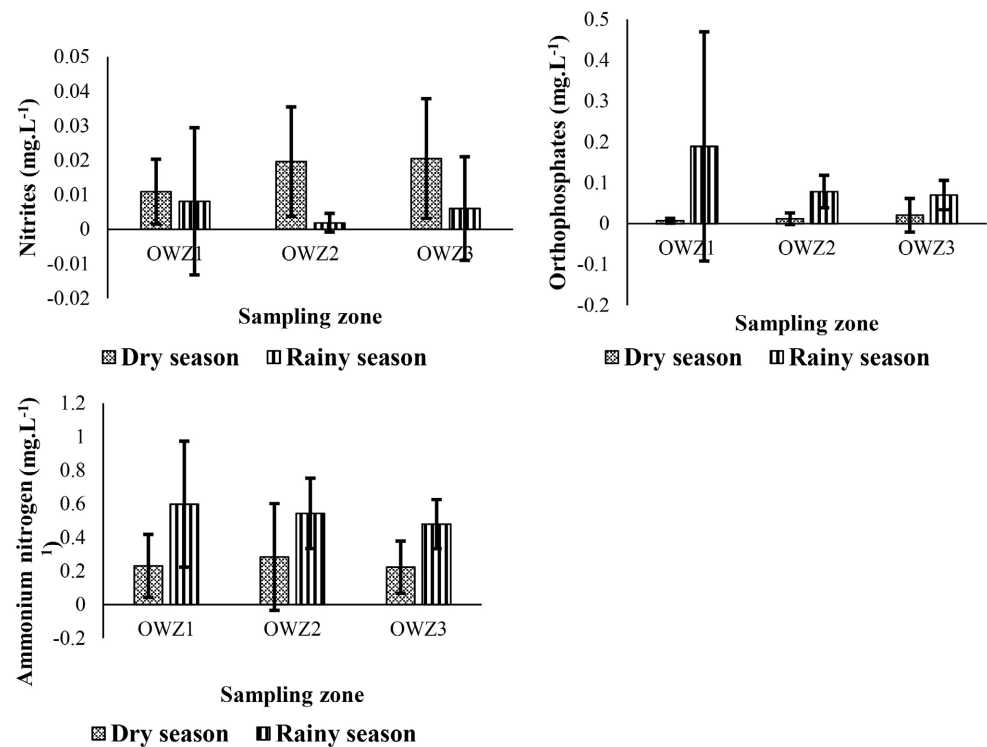 Nitrites (mg.L-1)
0.05
0.04
0.03
0.02
0.01
0
-0.01
-0.02
OWZ1 OWZ2 OWZ3
Sampling zone
Dry season Rainy season
Orthophosphates (mg.L-1)
0.5
0.4
0.3
0.2
0.1
0
-0.1
-0.2
OWZ1 OWZ2 OWZ3
Sampling zone
Dry season Rainy season
Ammonium nitrogen (mg.L-1
1)
1.2
1
0.8
0.6
0.4
0.2
0
-0.2
OWZ1 OWZ2 OWZ3
Sampling zone
Dry season Rainy season